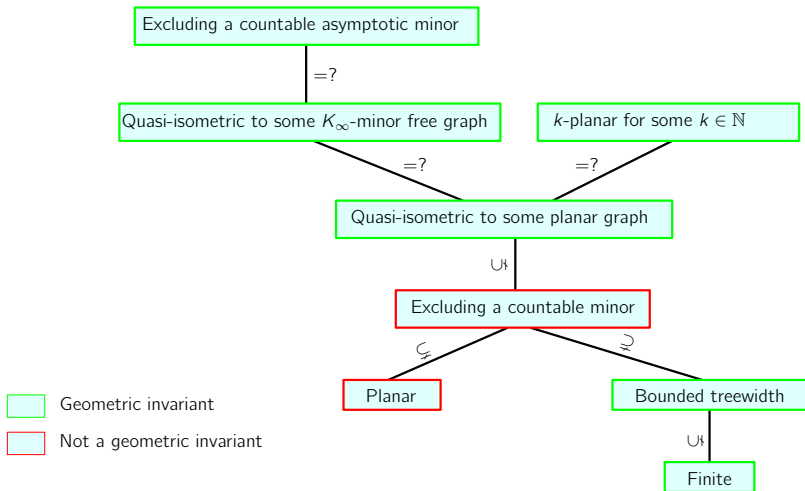 Excluding a countable asymptotic minor
=?
Quasi-isometric to some K∞-minor free graph
k-planar for some k ∈ ℕ
=?
=?
Quasi-isometric to some planar graph
⊊
Excluding a countable minor
⊊
⊋
Planar
Bounded treewidth
⊊
Finite
Geometric invariant
Not a geometric invariant